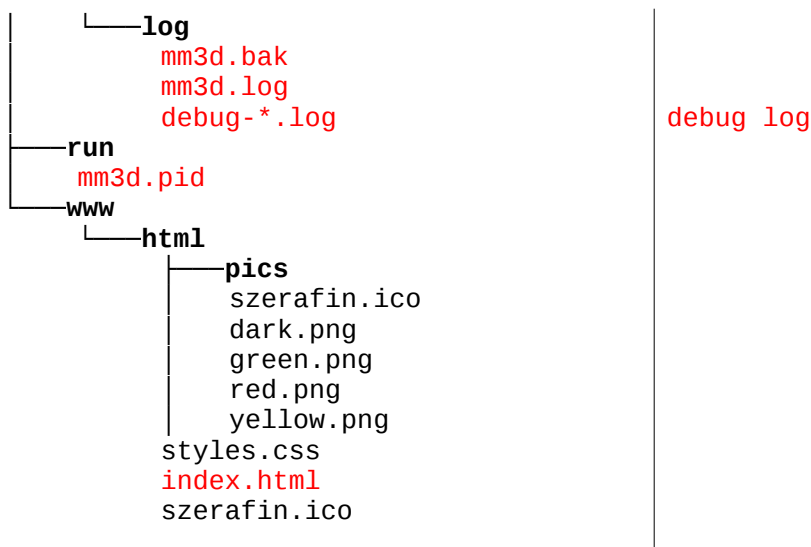 log
mm3d.bak
mm3d.log
debug-*.log debug log
run
mm3d.pid
www
html
pics
szerafin.ico
dark.png
green.png
red.png
yellow.png
styles.css
index.html
szerafin.ico